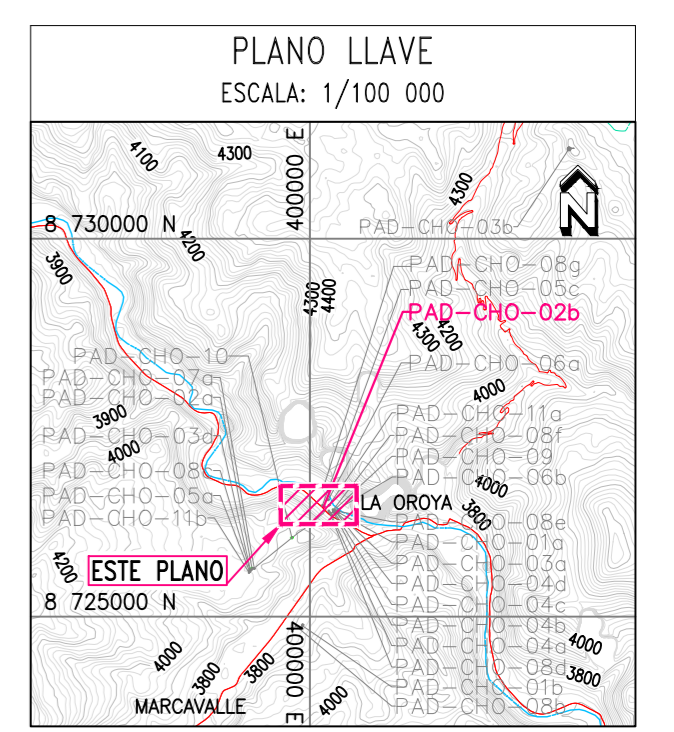 PLANO LLAVE
ESCALA: 1/100 000
4100
4300
400000 E
4300
N
8 730000 N
PAD-CHO-03b
4200
3900
PAD-CHO-08g
4300
4400
PAD-CHO-05c
PAD-CHO-02b
4300
4200
PAD-CHO-10
PAD-CHO-06a
PAD-CHO-07a
PAD-CHO-02a
4000
3900
PAD-CHO-11a
PAD-CHO-03d
PAD-CHO-08f
4000
PAD-CHO-09
PAD-CHO-08c
PAD-CHO-06b
PAD-CHO-05a
4000
LA OROYA
3800
PAD-CHO-11b
PAD-CHO-08e
PAD-CHO-01a
4200
ESTE PLANO
PAD-CHO-03a
PAD-CHO-04d
8 725000 N
PAD-CHO-04c
PAD-CHO-04b
400000 E
4000
PAD-CHO-04a
4000
PAD-CHO-08d
3800
3800
3800
PAD-CHO-01b
MARCAVALLE
4000
PAD-CHO-08h